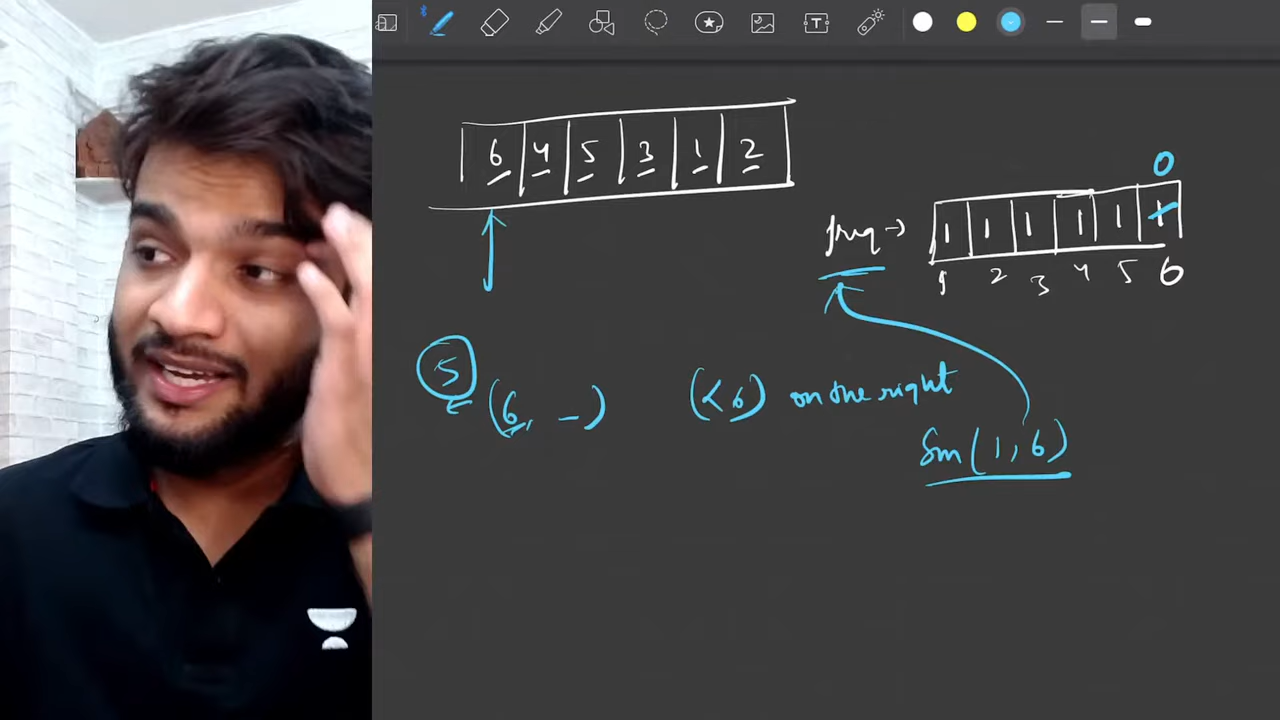 6 4 5 3 1 2
0
freq → 1 1 1 1 1 1
1 2 3 4 5 6
5 (6, _) (< 6) on the right
Sm(1, 6)
T